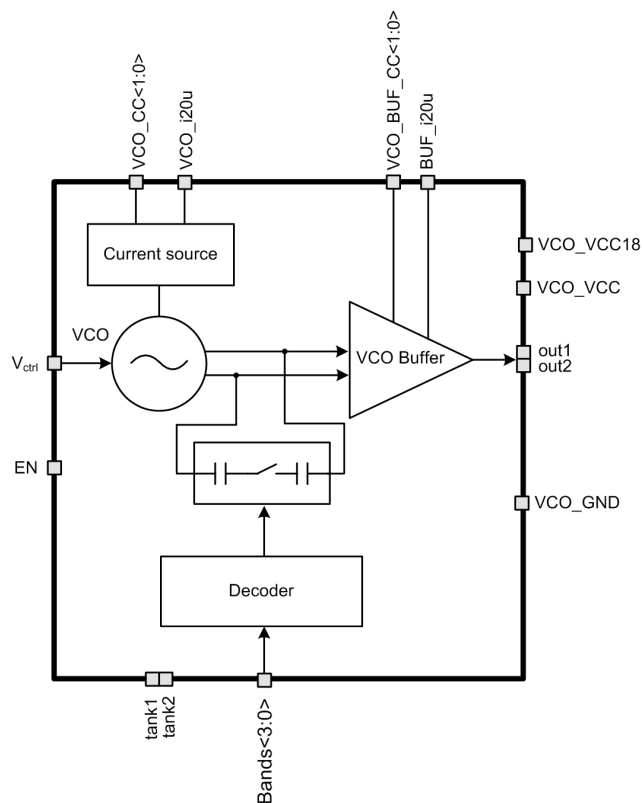 VCO_CC<1:0>
VCO_i20u
VCO_BUF_CC<1:0>
BUF_i20u
Current source
VCO_VCC18
VCO_VCC
VCO
Vctrl
VCO Buffer
out1
out2
EN
VCO_GND
Decoder
tank1
tank2
Bands<3:0>